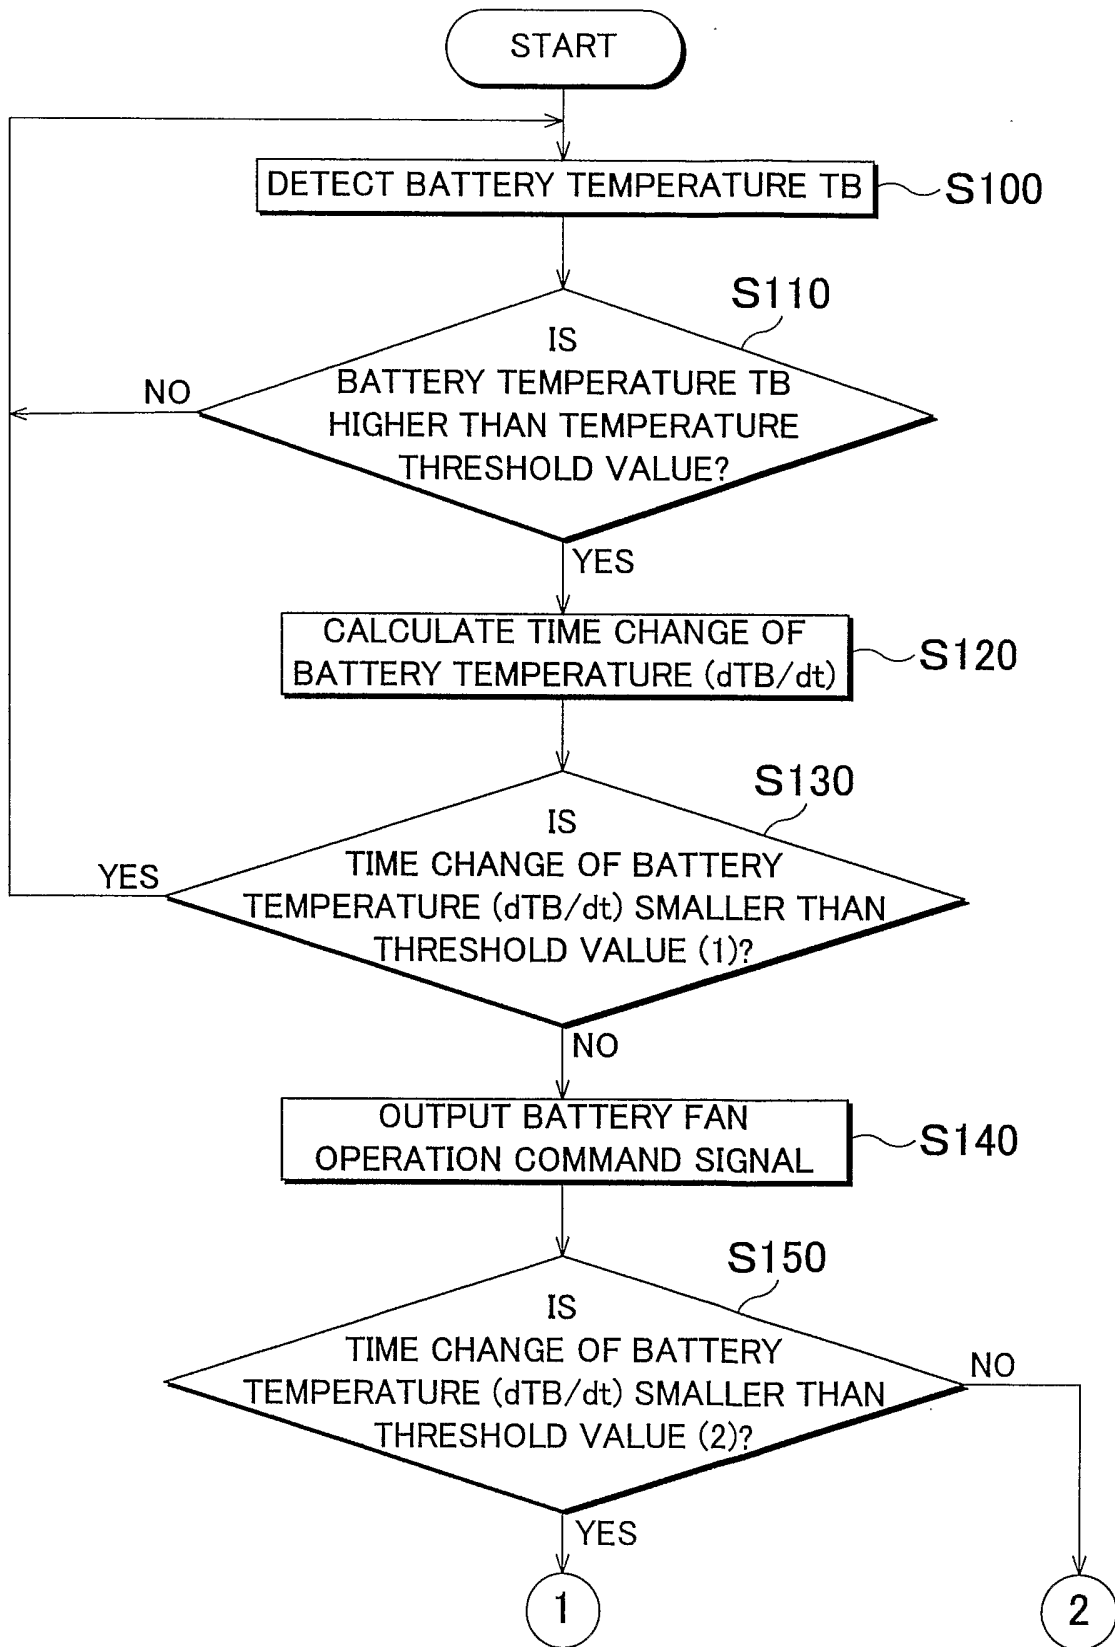 START
DETECT BATTERY TEMPERATURE TB
S100
S110
IS
BATTERY TEMPERATURE TB
HIGHER THAN TEMPERATURE
THRESHOLD VALUE?
NO
YES
CALCULATE TIME CHANGE OF
BATTERY TEMPERATURE (dTB/dt)
S120
S130
IS
TIME CHANGE OF BATTERY
TEMPERATURE (dTB/dt) SMALLER THAN
THRESHOLD VALUE (1)?
YES
NO
OUTPUT BATTERY FAN
OPERATION COMMAND SIGNAL
S140
S150
IS
TIME CHANGE OF BATTERY
TEMPERATURE (dTB/dt) SMALLER THAN
THRESHOLD VALUE (2)?
NO
YES
1
2